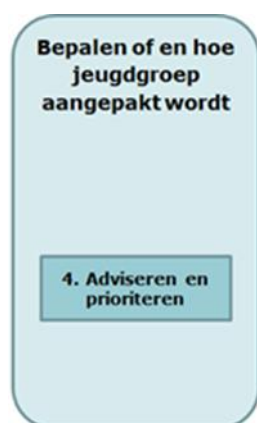 Bepalen of en hoe
jeugdgroep
aangepakt wordt
4. Adviseren en
prioriteren